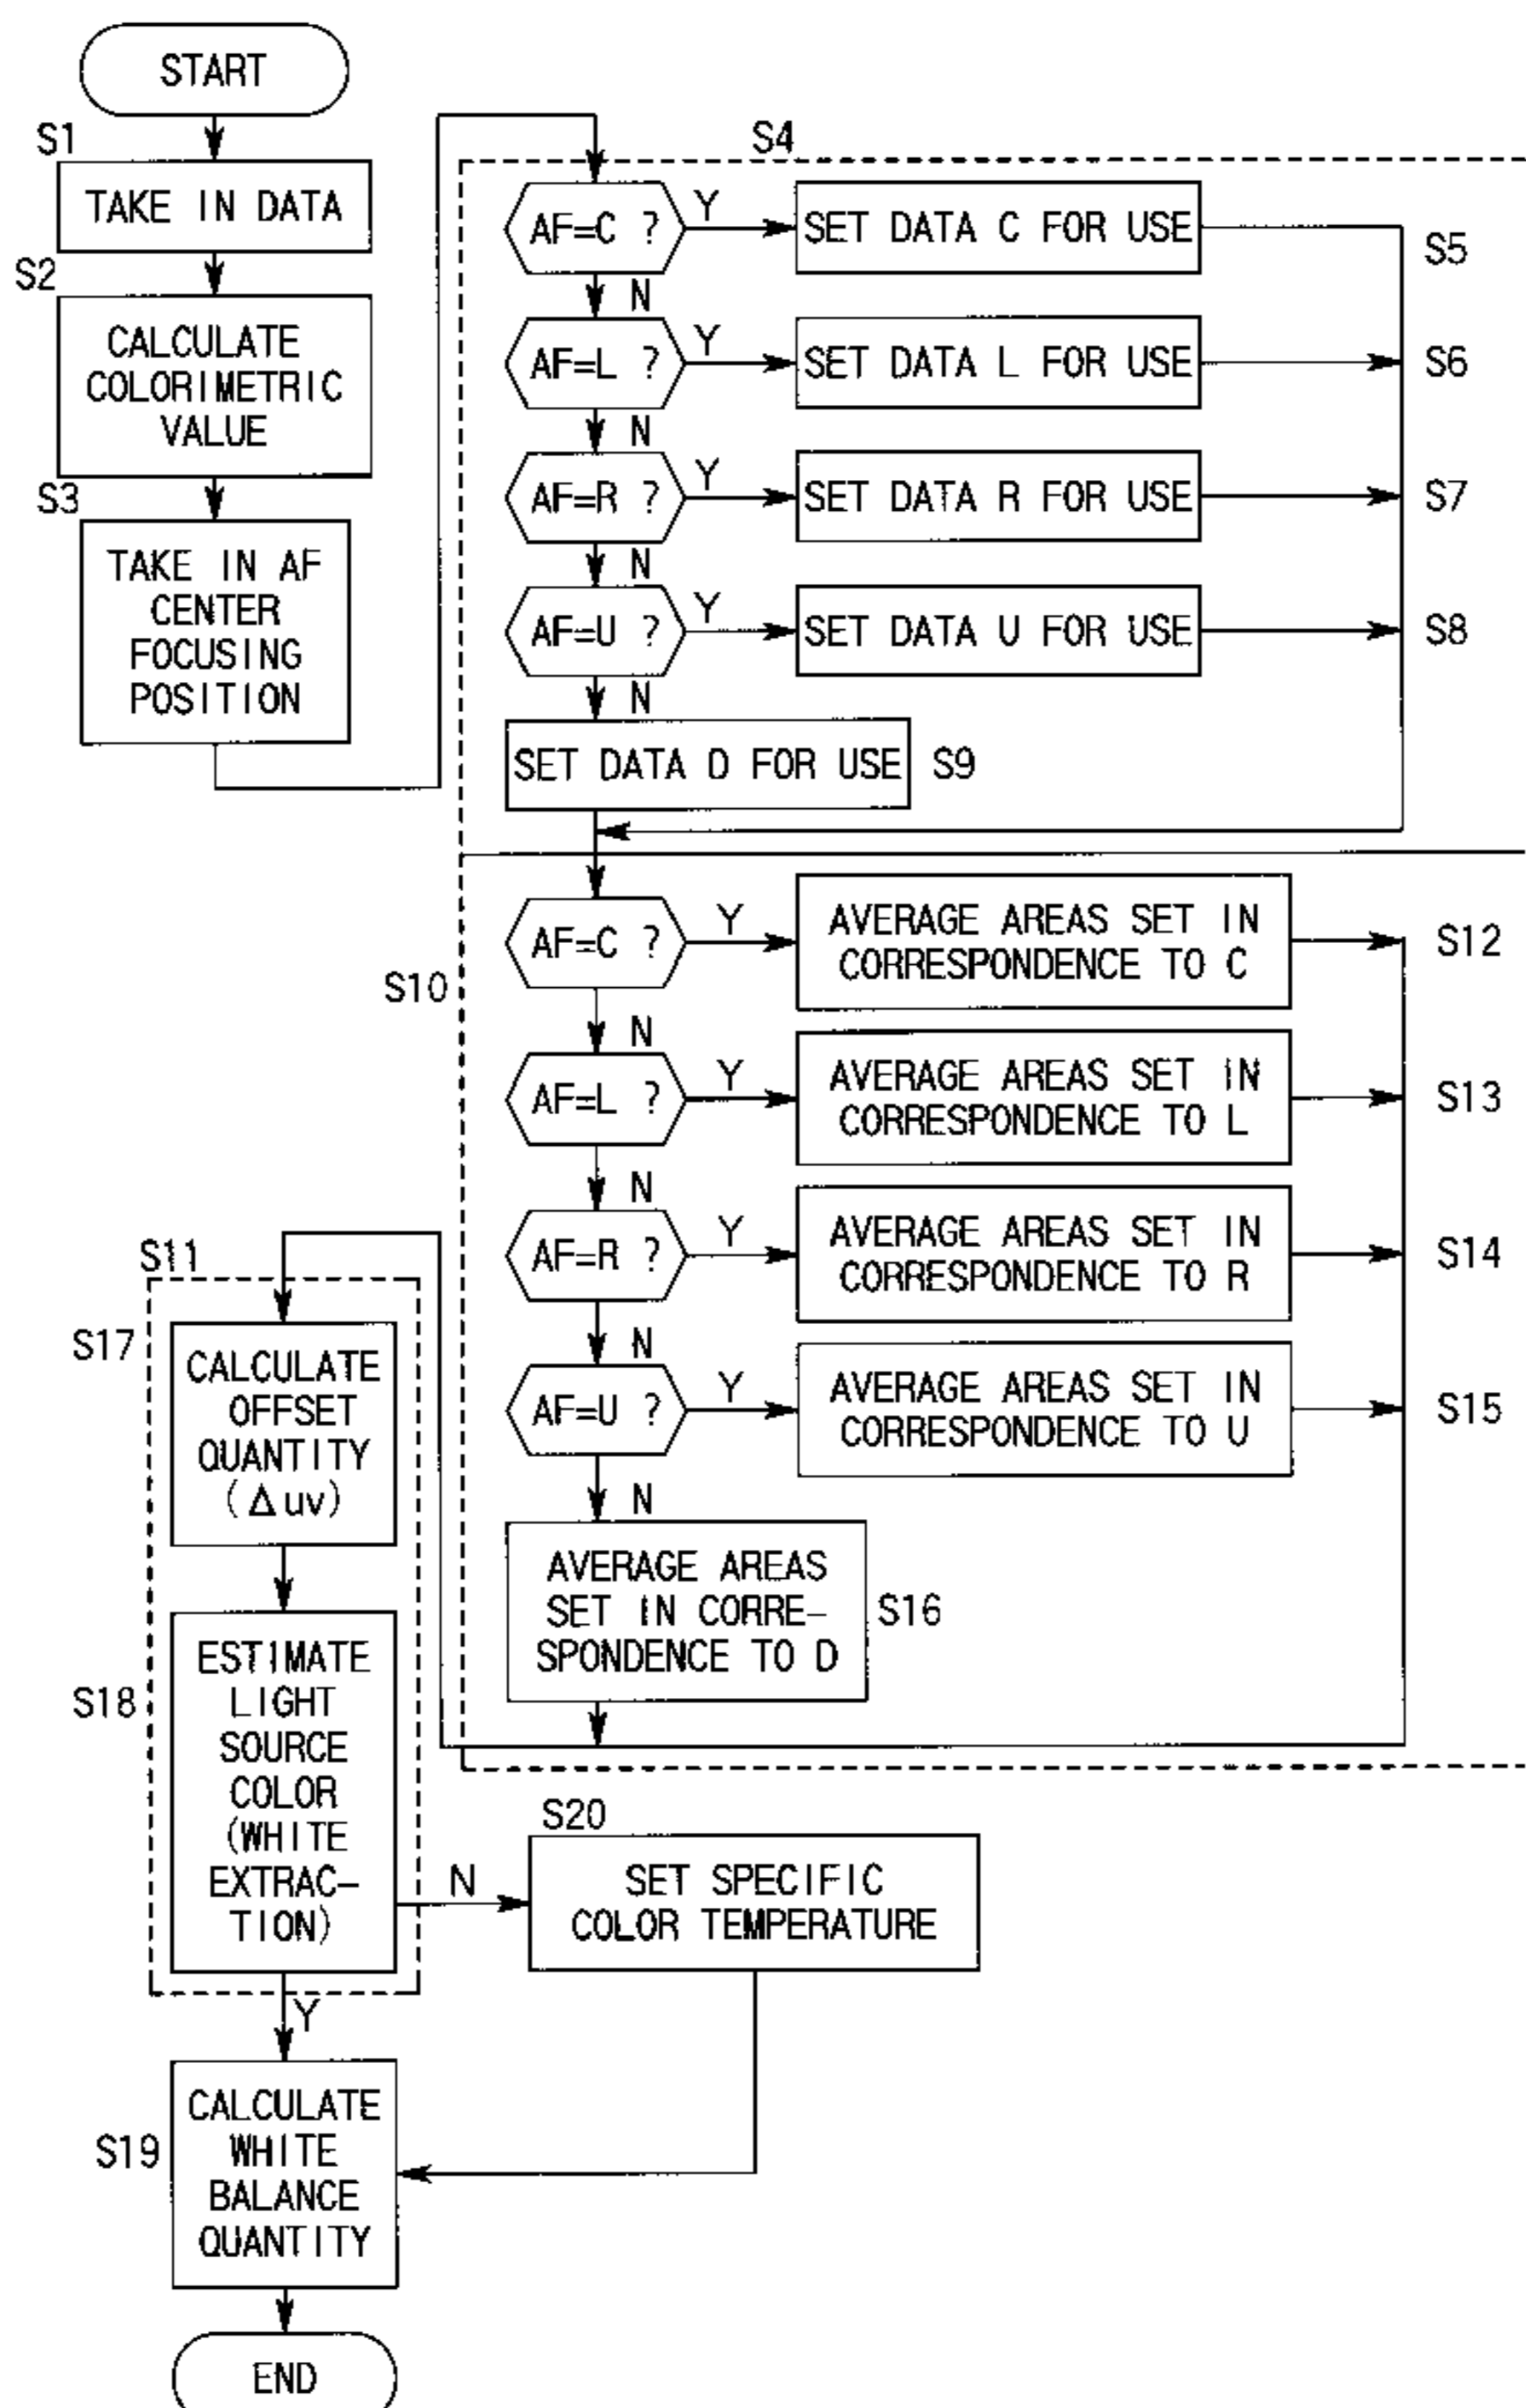 START
S1
TAKE IN DATA
S2
CALCULATE
COLORIMETRIC
VALUE
S3
TAKE IN AF
CENTER
FOCUSING
POSITION
S4
AF=C ?
Y
SET DATA C FOR USE
S5
N
AF=L ?
Y
SET DATA L FOR USE
S6
N
AF=R ?
Y
SET DATA R FOR USE
S7
N
AF=U ?
Y
SET DATA U FOR USE
S8
N
SET DATA D FOR USE
S9
S10
AF=C ?
Y
AVERAGE AREAS SET IN
CORRESPONDENCE TO C
S12
N
AF=L ?
Y
AVERAGE AREAS SET IN
CORRESPONDENCE TO L
S13
N
AF=R ?
Y
AVERAGE AREAS SET IN
CORRESPONDENCE TO R
S14
N
AF=U ?
Y
AVERAGE AREAS SET IN
CORRESPONDENCE TO U
S15
N
AVERAGE AREAS
SET IN CORRE-
SPONDENCE TO D
S16
S11
S17
CALCULATE
OFFSET
QUANTITY
(Δuv)
S18
ESTIMATE
LIGHT
SOURCE
COLOR
(WHITE
EXTRAC-
TION)
N
S20
SET SPECIFIC
COLOR TEMPERATURE
Y
S19
CALCULATE
WHITE
BALANCE
QUANTITY
END